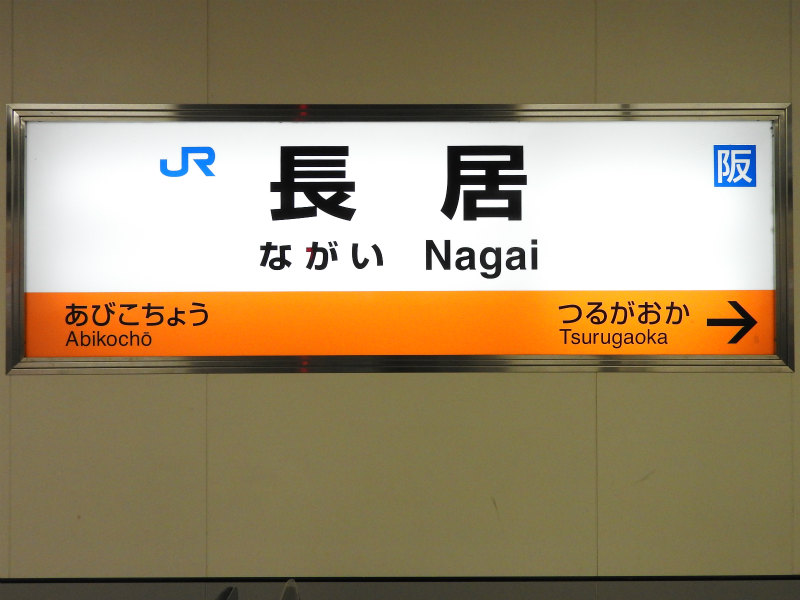 JR 長居 阪
ながい Nagai
あびこちょう つるがおか →
Abikochō Tsurugaoka